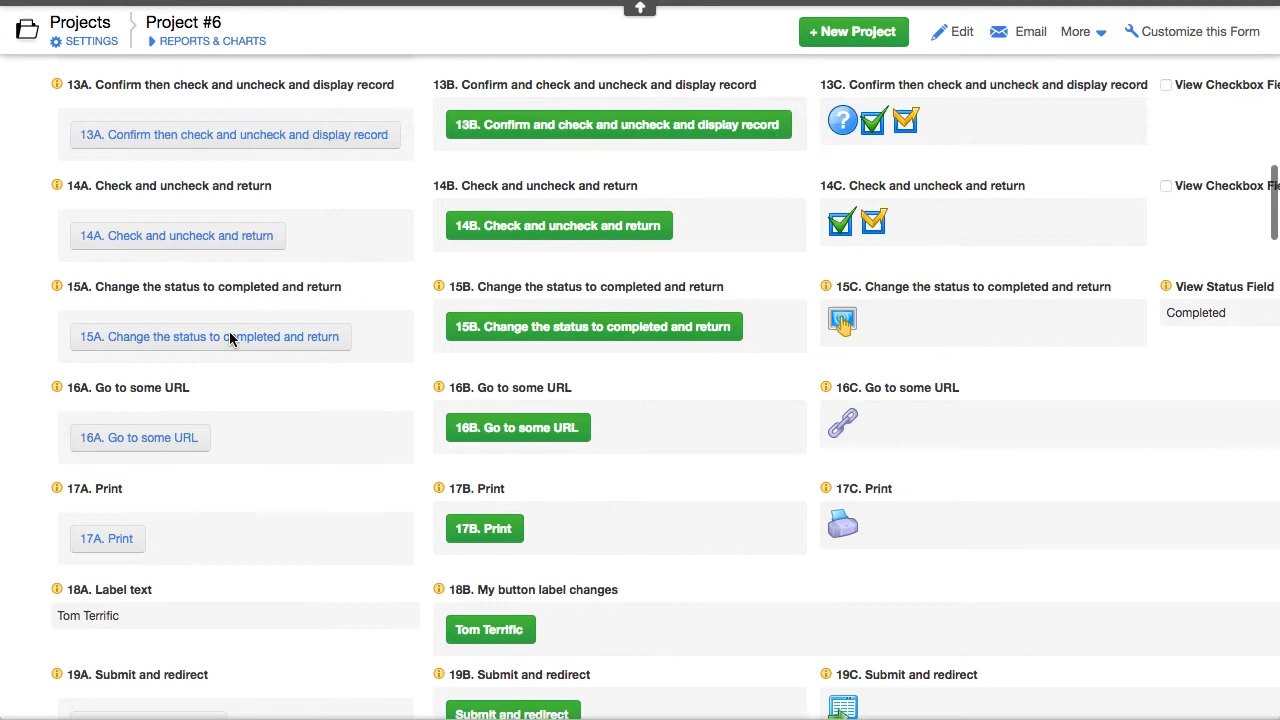 Projects
SETTINGS
Project #6
REPORTS & CHARTS
+ New Project
Edit
Email
More
Customize this Form
13A. Confirm then check and uncheck and display record
13B. Confirm and check and uncheck and display record
13C. Confirm then check and uncheck and display record
View Checkbox Fie
13A. Confirm then check and uncheck and display record
13B. Confirm and check and uncheck and display record
14A. Check and uncheck and return
14B. Check and uncheck and return
14C. Check and uncheck and return
View Checkbox Fie
14A. Check and uncheck and return
14B. Check and uncheck and return
15A. Change the status to completed and return
15B. Change the status to completed and return
15C. Change the status to completed and return
View Status Field
15A. Change the status to completed and return
15B. Change the status to completed and return
Completed
16A. Go to some URL
16B. Go to some URL
16C. Go to some URL
16A. Go to some URL
16B. Go to some URL
17A. Print
17B. Print
17C. Print
17A. Print
17B. Print
18A. Label text
18B. My button label changes
Tom Terrific
Tom Terrific
19A. Submit and redirect
19B. Submit and redirect
19C. Submit and redirect
Submit and redirect